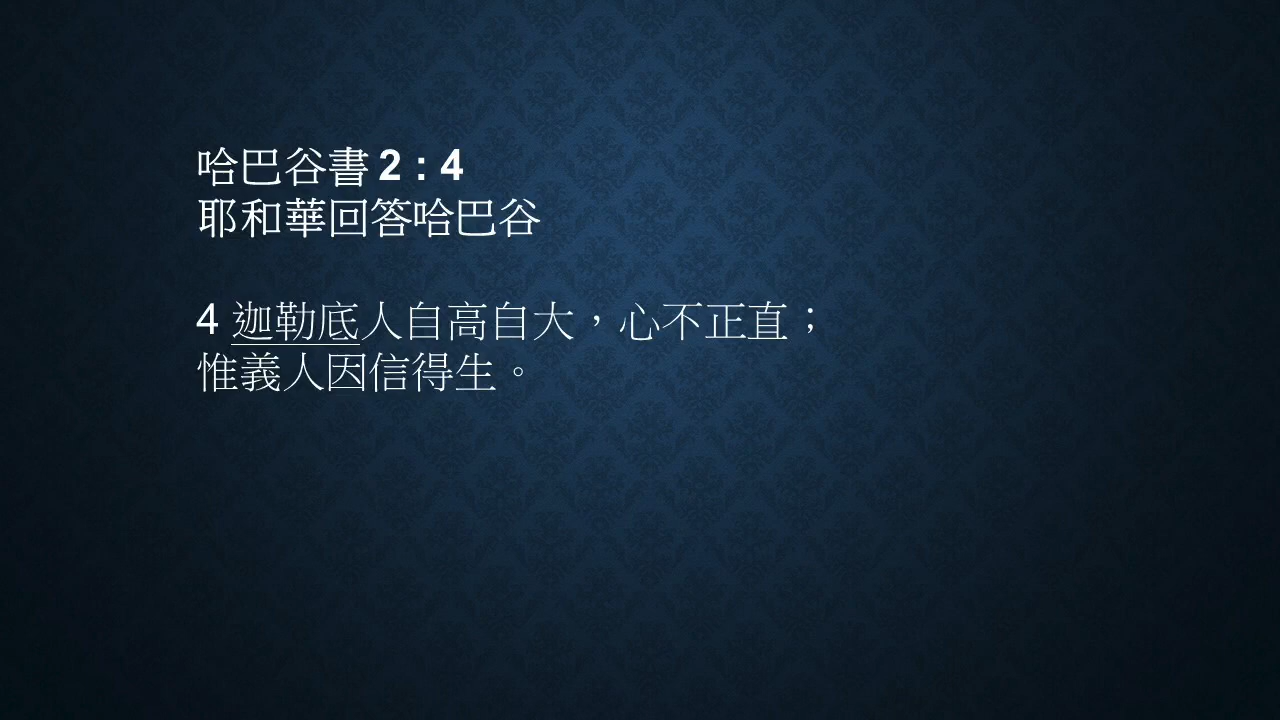 哈巴谷書 2 : 4
耶和華回答哈巴谷
4 迦勒底人自高自大，心不正直；
惟義人因信得生。